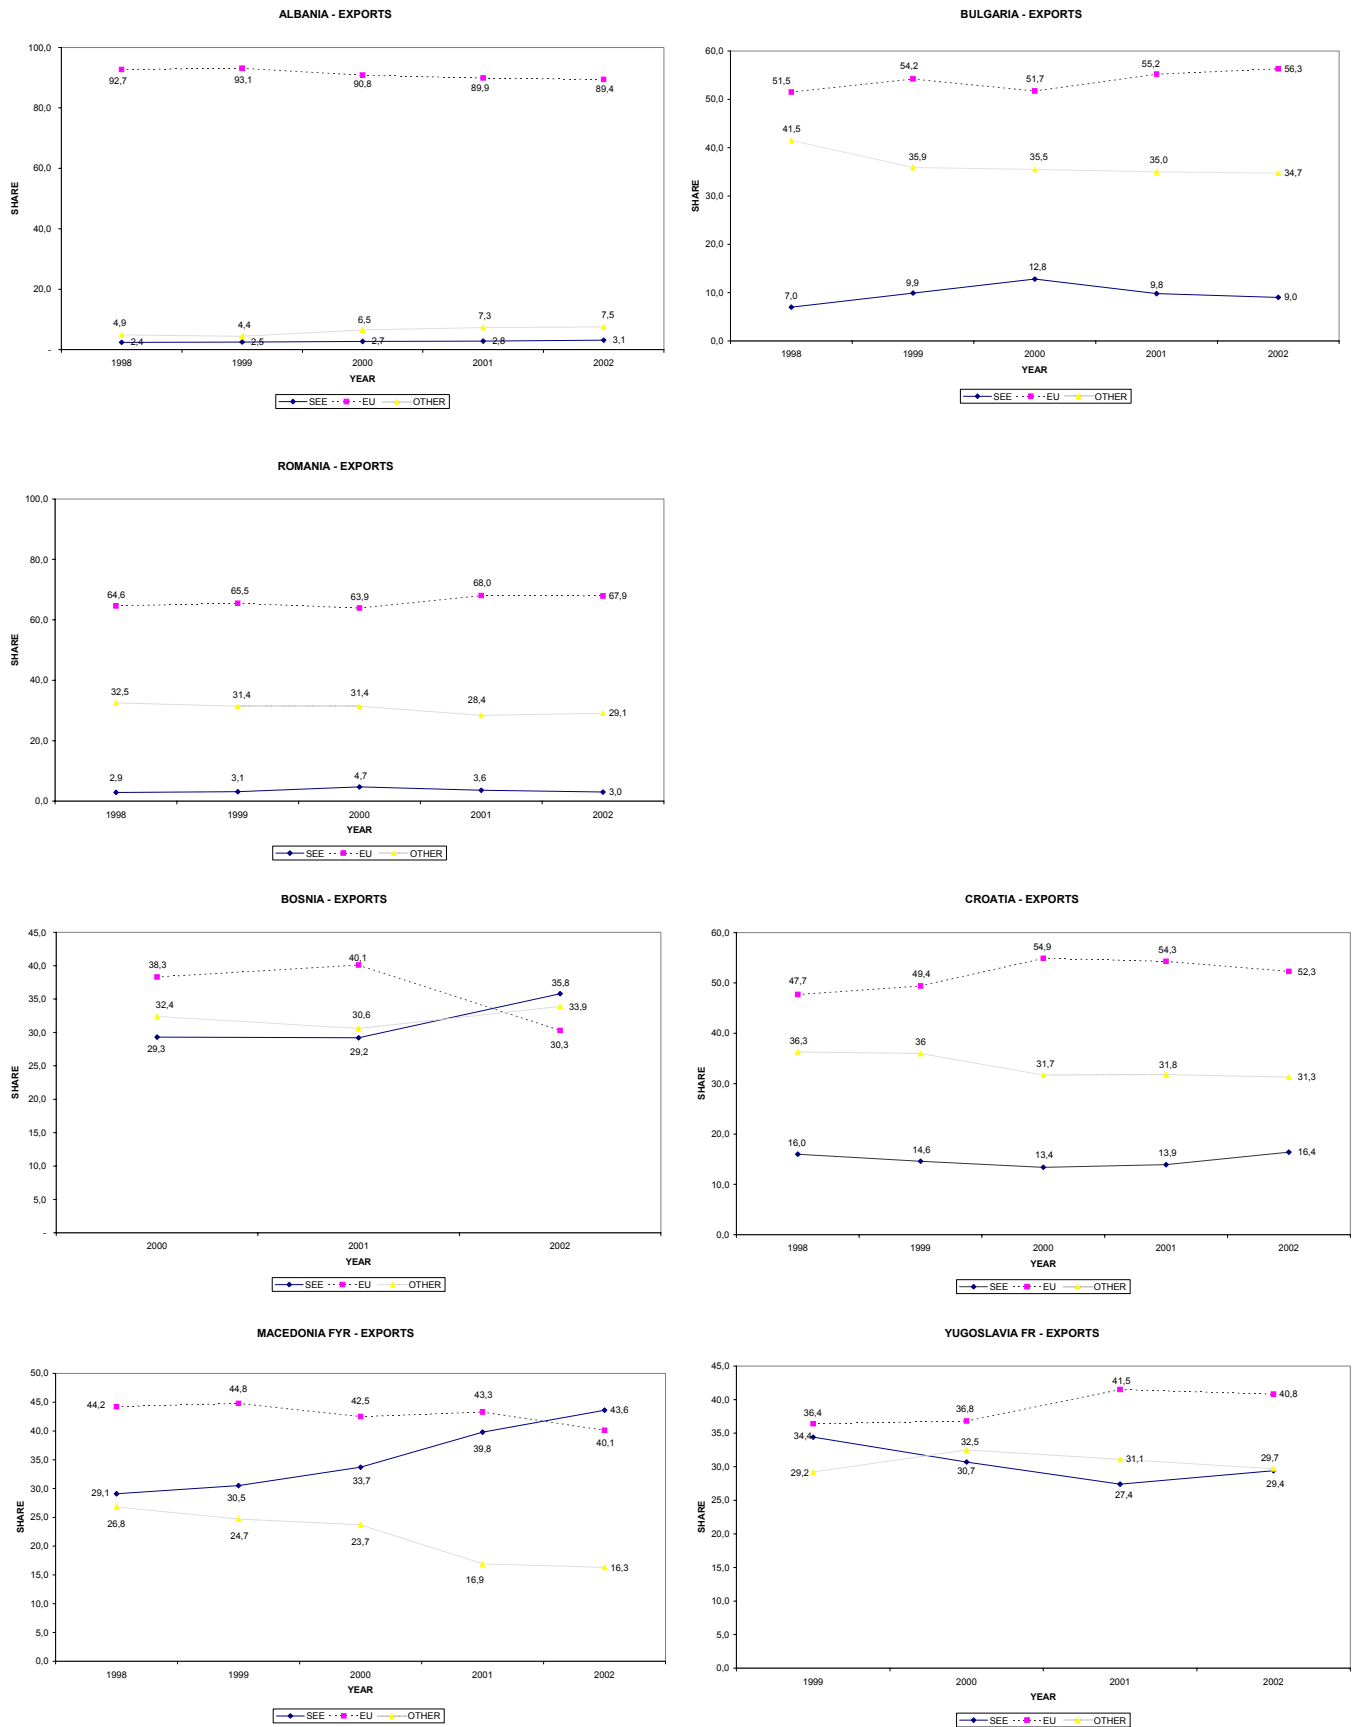 ALBANIA - EXPORTS
100,0
80,0
60,0
40,0
20,0
-
SHARE
92,7 93,1 90,8 89,9 89,4
4,9 4,4 6,5 7,3 7,5
2,4 2,5 2,7 2,8 3,1
1998 1999 2000 2001 2002
YEAR
SEE EU OTHER
BULGARIA - EXPORTS
60,0
50,0
40,0
30,0
20,0
10,0
0,0
SHARE
51,5 54,2 51,7 55,2 56,3
41,5 35,9 35,5 35,0 34,7
7,0 9,9 12,8 9,8 9,0
1998 1999 2000 2001 2002
YEAR
SEE EU OTHER
ROMANIA - EXPORTS
100,0
80,0
60,0
40,0
20,0
0,0
SHARE
64,6 65,5 63,9 68,0 67,9
32,5 31,4 31,4 28,4 29,1
2,9 3,1 4,7 3,6 3,0
1998 1999 2000 2001 2002
YEAR
SEE EU OTHER
BOSNIA - EXPORTS
45,0
40,0
35,0
30,0
25,0
20,0
15,0
10,0
5,0
-
SHARE
38,3 40,1 30,3
32,4 30,6 33,9
29,3 29,2 35,8
2000 2001 2002
YEAR
SEE EU OTHER
CROATIA - EXPORTS
60,0
50,0
40,0
30,0
20,0
10,0
0,0
SHARE
47,7 49,4 54,9 54,3 52,3
36,3 36 31,7 31,8 31,3
16,0 14,6 13,4 13,9 16,4
1998 1999 2000 2001 2002
YEAR
SEE EU OTHER
MACEDONIA FYR - EXPORTS
50,0
45,0
40,0
35,0
30,0
25,0
20,0
15,0
10,0
5,0
0,0
SHARE
44,2 44,8 42,5 43,3 40,1
29,1 30,5 33,7 39,8 43,6
26,8 24,7 23,7 16,9 16,3
1998 1999 2000 2001 2002
YEAR
SEE EU OTHER
YUGOSLAVIA FR - EXPORTS
45,0
40,0
35,0
30,0
25,0
20,0
15,0
10,0
5,0
0,0
SHARE
36,4 36,8 41,5 40,8
34,4 30,7 27,4 29,4
29,2 32,5 31,1 29,7
1999 2000 2001 2002
YEAR
SEE EU OTHER